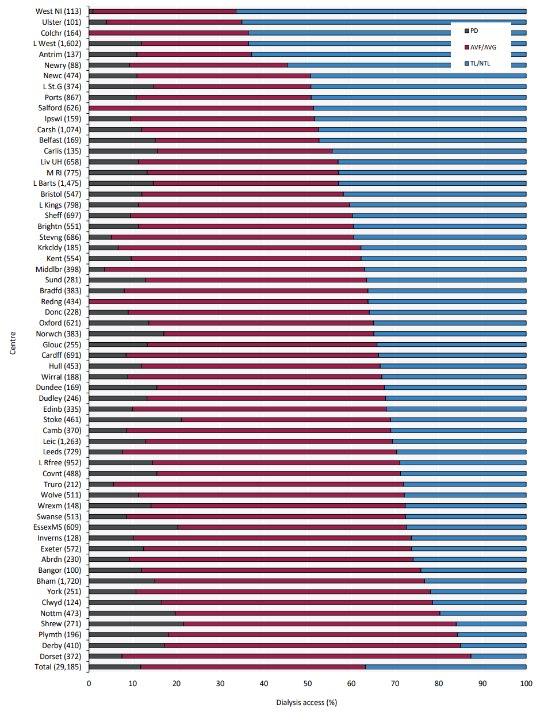 West NI (113)
Ulster (101)
Colchr (164)
L West (1,602)
Antrim (137)
Newry (88)
Newc (474)
L St.G (374)
Ports (867)
Salford (626)
Ipswi (159)
Carsh (1,074)
Belfast (169)
Carlis (135)
Liv UH (658)
M RI (775)
L Barts (1,475)
Bristol (547)
L Kings (798)
Sheff (697)
Brightn (551)
Stevng (686)
Krkcldy (185)
Kent (554)
Middlbr (398)
Sund (281)
Bradfd (383)
Redng (434)
Donc (228)
Oxford (621)
Norwch (383)
Glouc (255)
Cardff (691)
Hull (453)
Wirral (188)
Dundee (169)
Dudley (246)
Edinb (335)
Stoke (461)
Camb (370)
Leic (1,263)
Leeds (729)
L Rfree (952)
Covnt (488)
Truro (212)
Wolve (511)
Wrexm (148)
Swanse (513)
EssexMS (609)
Inverns (128)
Exeter (572)
Abrdn (230)
Bangor (100)
Bham (1,720)
York (251)
Clwyd (124)
Nottm (473)
Shrew (271)
Plymth (196)
Derby (410)
Dorset (372)
Total (29,185)
Centre
PD
AVF/AVG
TL/NTL
0 10 20 30 40 50 60 70 80 90 100
Dialysis access (%)